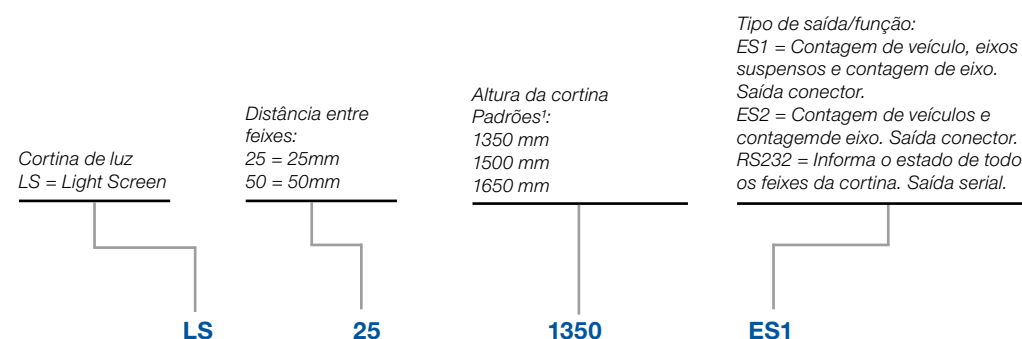 Cortina de luz
LS = Light Screen
Distância entre
feixes:
25 = 25mm
50 = 50mm
Altura da cortina
Padrões¹:
1350 mm
1500 mm
1650 mm
Tipo de saída/função:
ES1 = Contagem de veículo, eixos
suspensos e contagem de eixo.
Saída conector.
ES2 = Contagem de veículos e
contagemde eixo. Saída conector.
RS232 = Informa o estado de todo
os feixes da cortina. Saída serial.
LS 25 1350 ES1